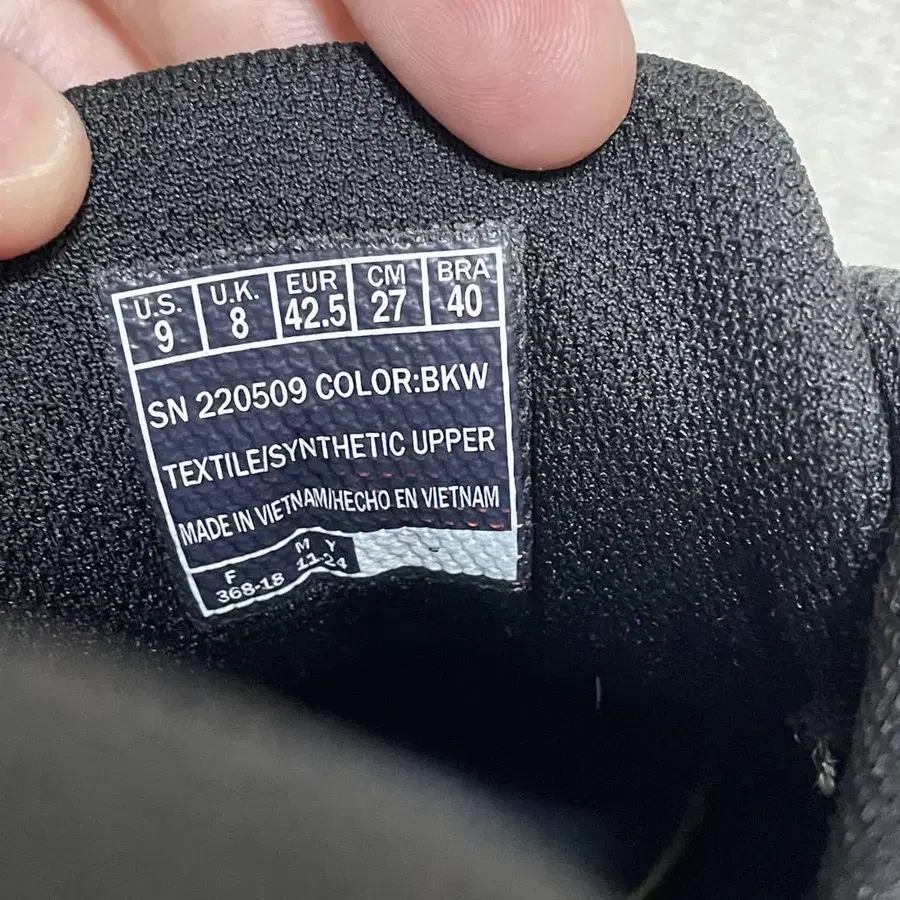 U.S. U.K. EUR CM BRA
9 8 42.5 27 40
SN 220509 COLOR:BKW
TEXTILE/SYNTHETIC UPPER
MADE IN VIETNAM/HECHO EN VIETNAM
F M Y
368-18 11-24